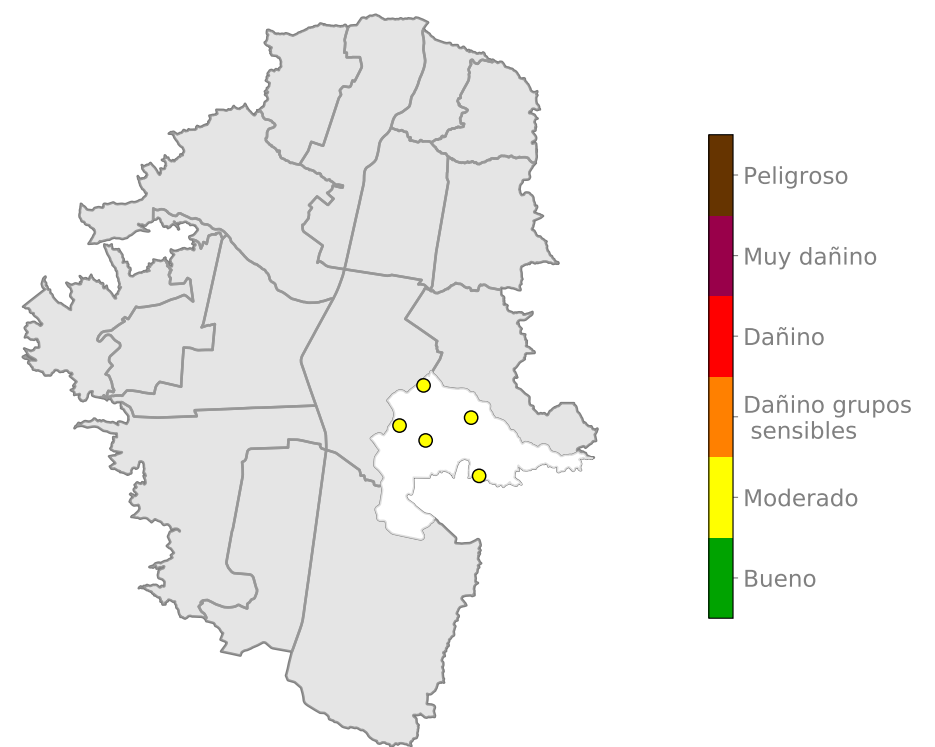 Peligroso
Muy dañino
Dañino
Dañino grupos
sensibles
Moderado
Bueno